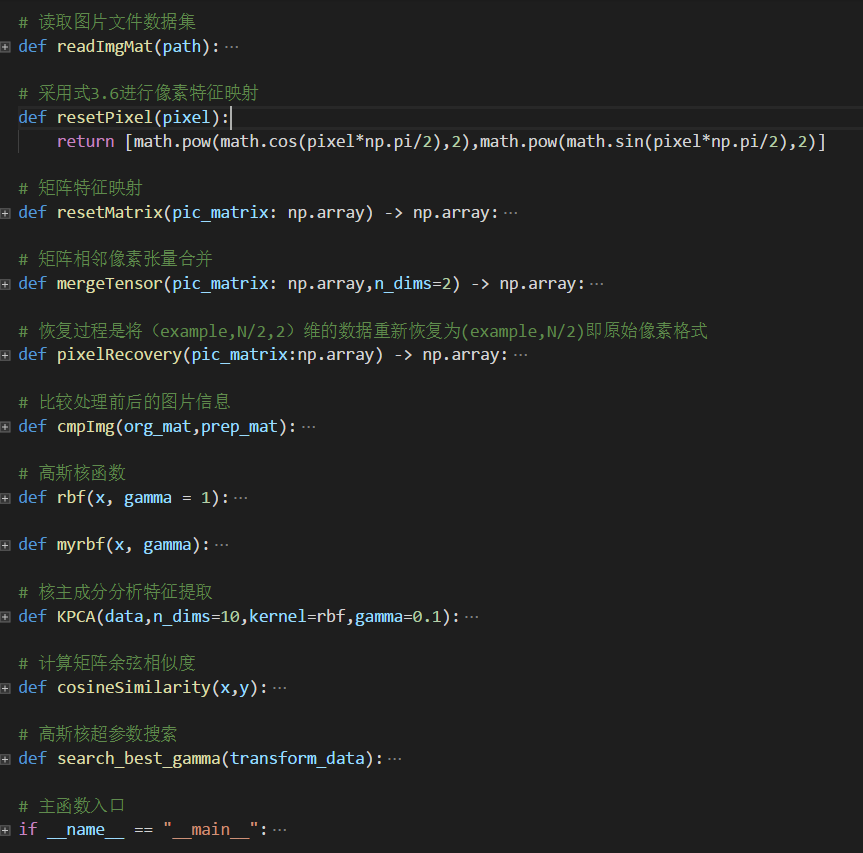 # 读取图片文件数据集
def readImgMat(path): ···
# 采用式3.6进行像素特征映射
def resetPixel(pixel):
return [math.pow(math.cos(pixel*np.pi/2),2),math.pow(math.sin(pixel*np.pi/2),2)]
# 矩阵特征映射
def resetMatrix(pic_matrix: np.array) -> np.array: ···
# 矩阵相邻像素张量合并
def mergeTensor(pic_matrix: np.array,n_dims=2) -> np.array: ···
# 恢复过程是将（example,N/2,2）维的数据重新恢复为(example,N/2)即原始像素格式
def pixelRecovery(pic_matrix:np.array) -> np.array: ···
# 比较处理前后的图片信息
def cmpImg(org_mat,prep_mat): ···
# 高斯核函数
def rbf(x, gamma = 1): ···
def myrbf(x, gamma): ···
# 核主成分分析特征提取
def KPCA(data,n_dims=10,kernel=rbf,gamma=0.1): ···
# 计算矩阵余弦相似度
def cosineSimilarity(x,y): ···
# 高斯核超参数搜索
def search_best_gamma(transform_data): ···
# 主函数入口
if __name__ == "__main__": ···